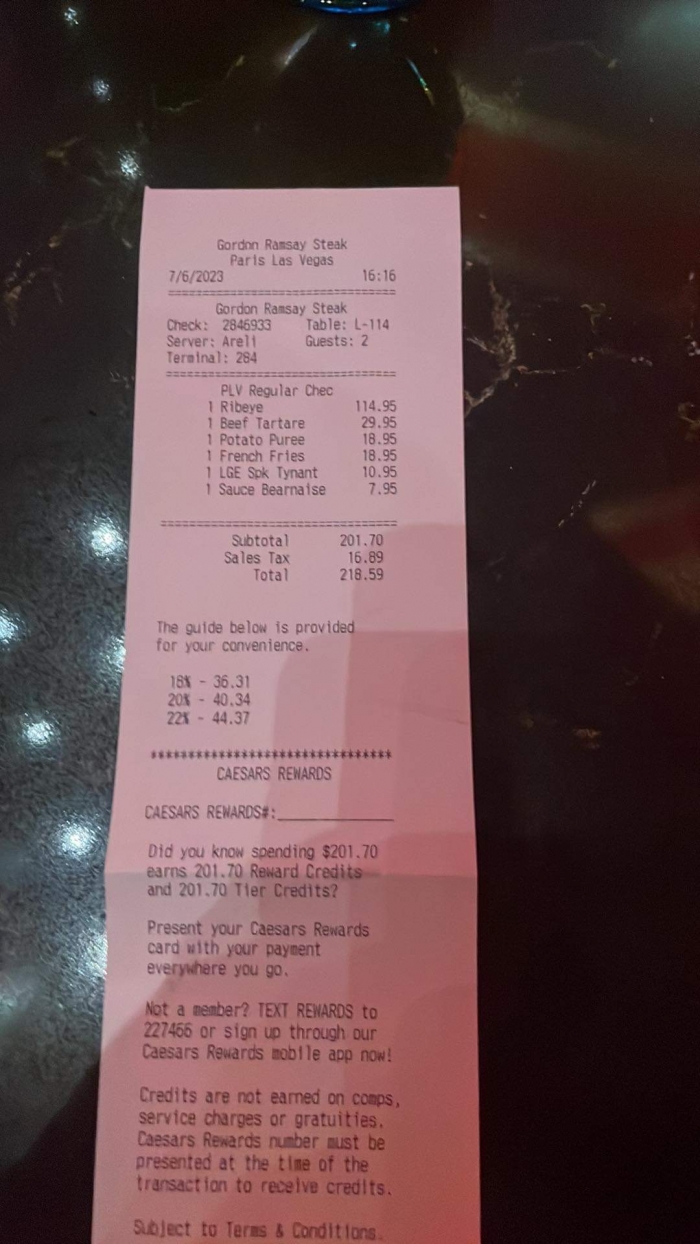 Gordon Ramsay Steak
Paris Las Vegas
7/6/2023 16:16
==============================
Gordon Ramsay Steak
Check: 2846933 Table: L-114
Server: Areli Guests: 2
Terminal: 284
==============================
PLV Regular Chec
1 Ribeye 114.95
1 Beef Tartare 29.95
1 Potato Puree 18.95
1 French Fries 18.95
1 LGE Spk Tynant 10.95
1 Sauce Bearnaise 7.95
==============================
Subtotal 201.70
Sales Tax 16.89
Total 218.59
The guide below is provided
for your convenience.
18% - 36.31
20% - 40.34
22% - 44.37
********************************
CAESARS REWARDS
CAESARS REWARDS#:______________
Did you know spending $201.70
earns 201.70 Reward Credits
and 201.70 Tier Credits?
Present your Caesars Rewards
card with your payment
everywhere you go.
Not a member? TEXT REWARDS to
227466 or sign up through our
Caesars Rewards mobile app now!
Credits are not earned on comps,
service charges or gratuities.
Caesars Rewards number must be
presented at the time of the
transaction to receive credits.
Subject to Terms & Conditions.